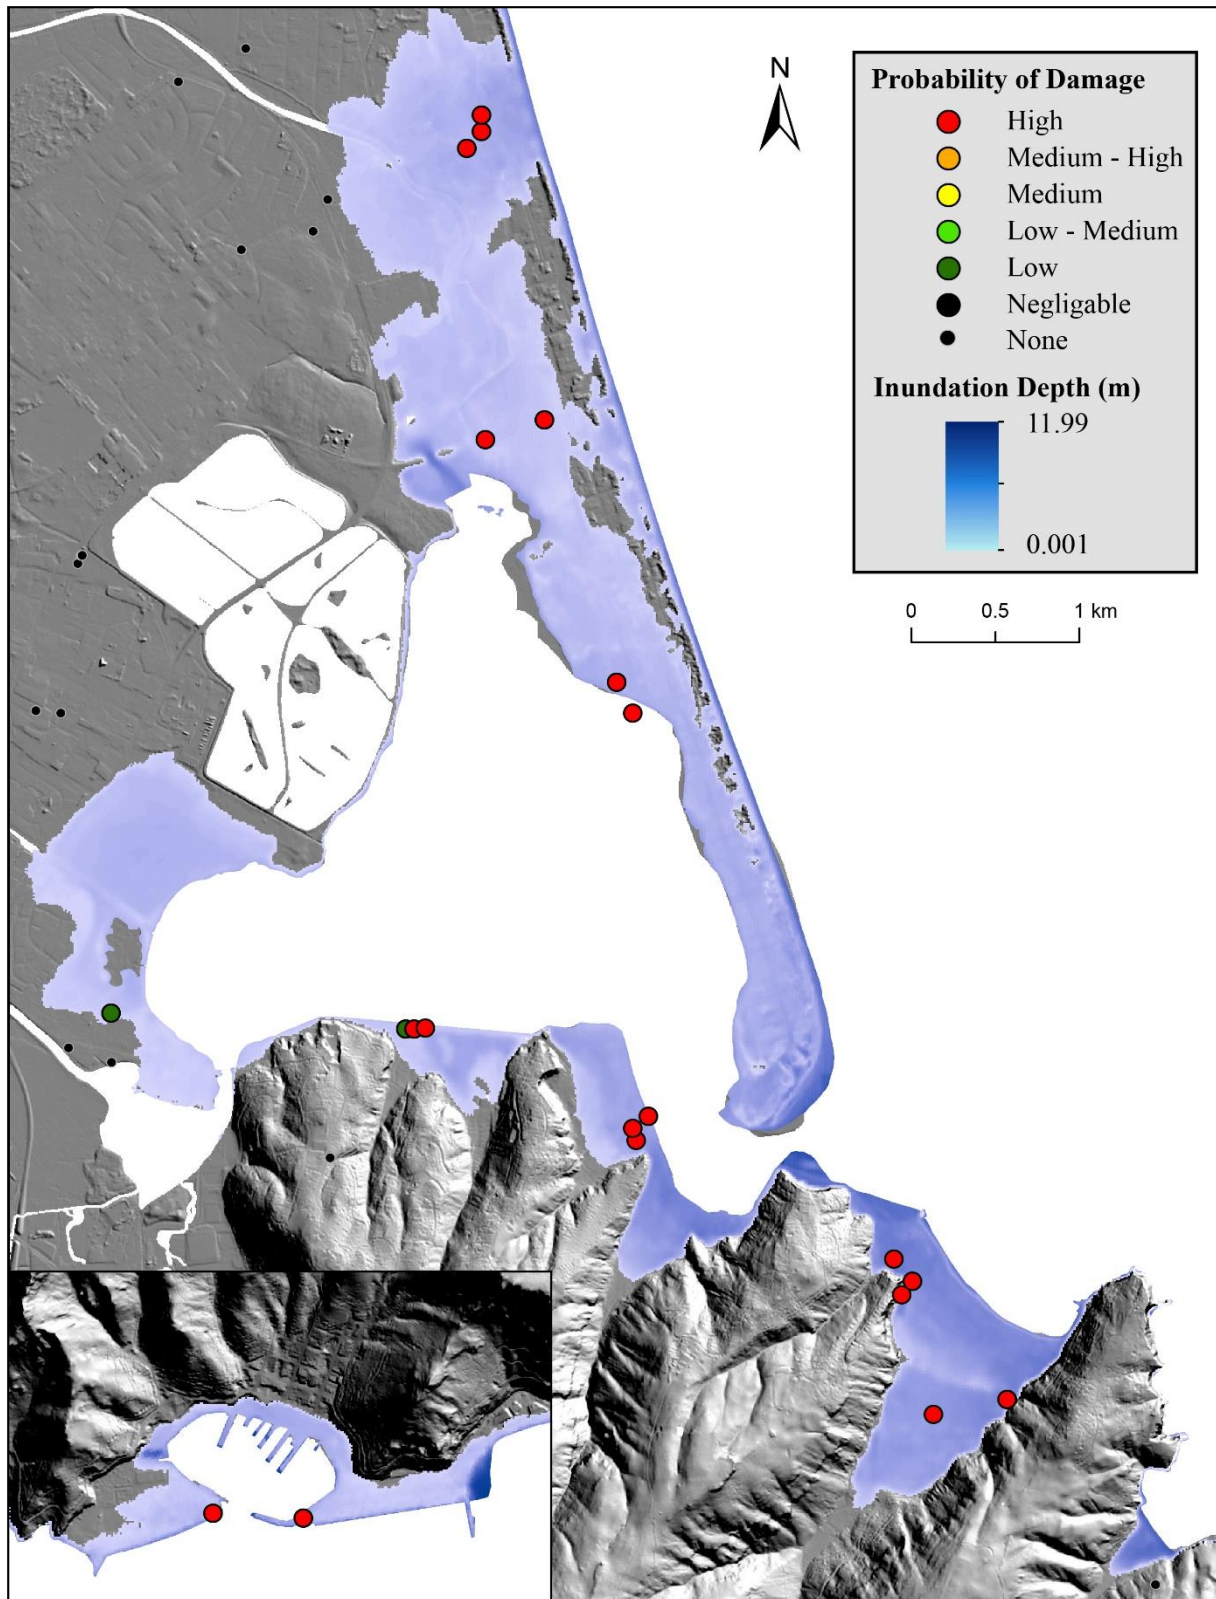 N
Probability of Damage
High
Medium - High
Medium
Low - Medium
Low
Negligable
None
Inundation Depth (m)
11.99
0.001
0 0.5 1 km